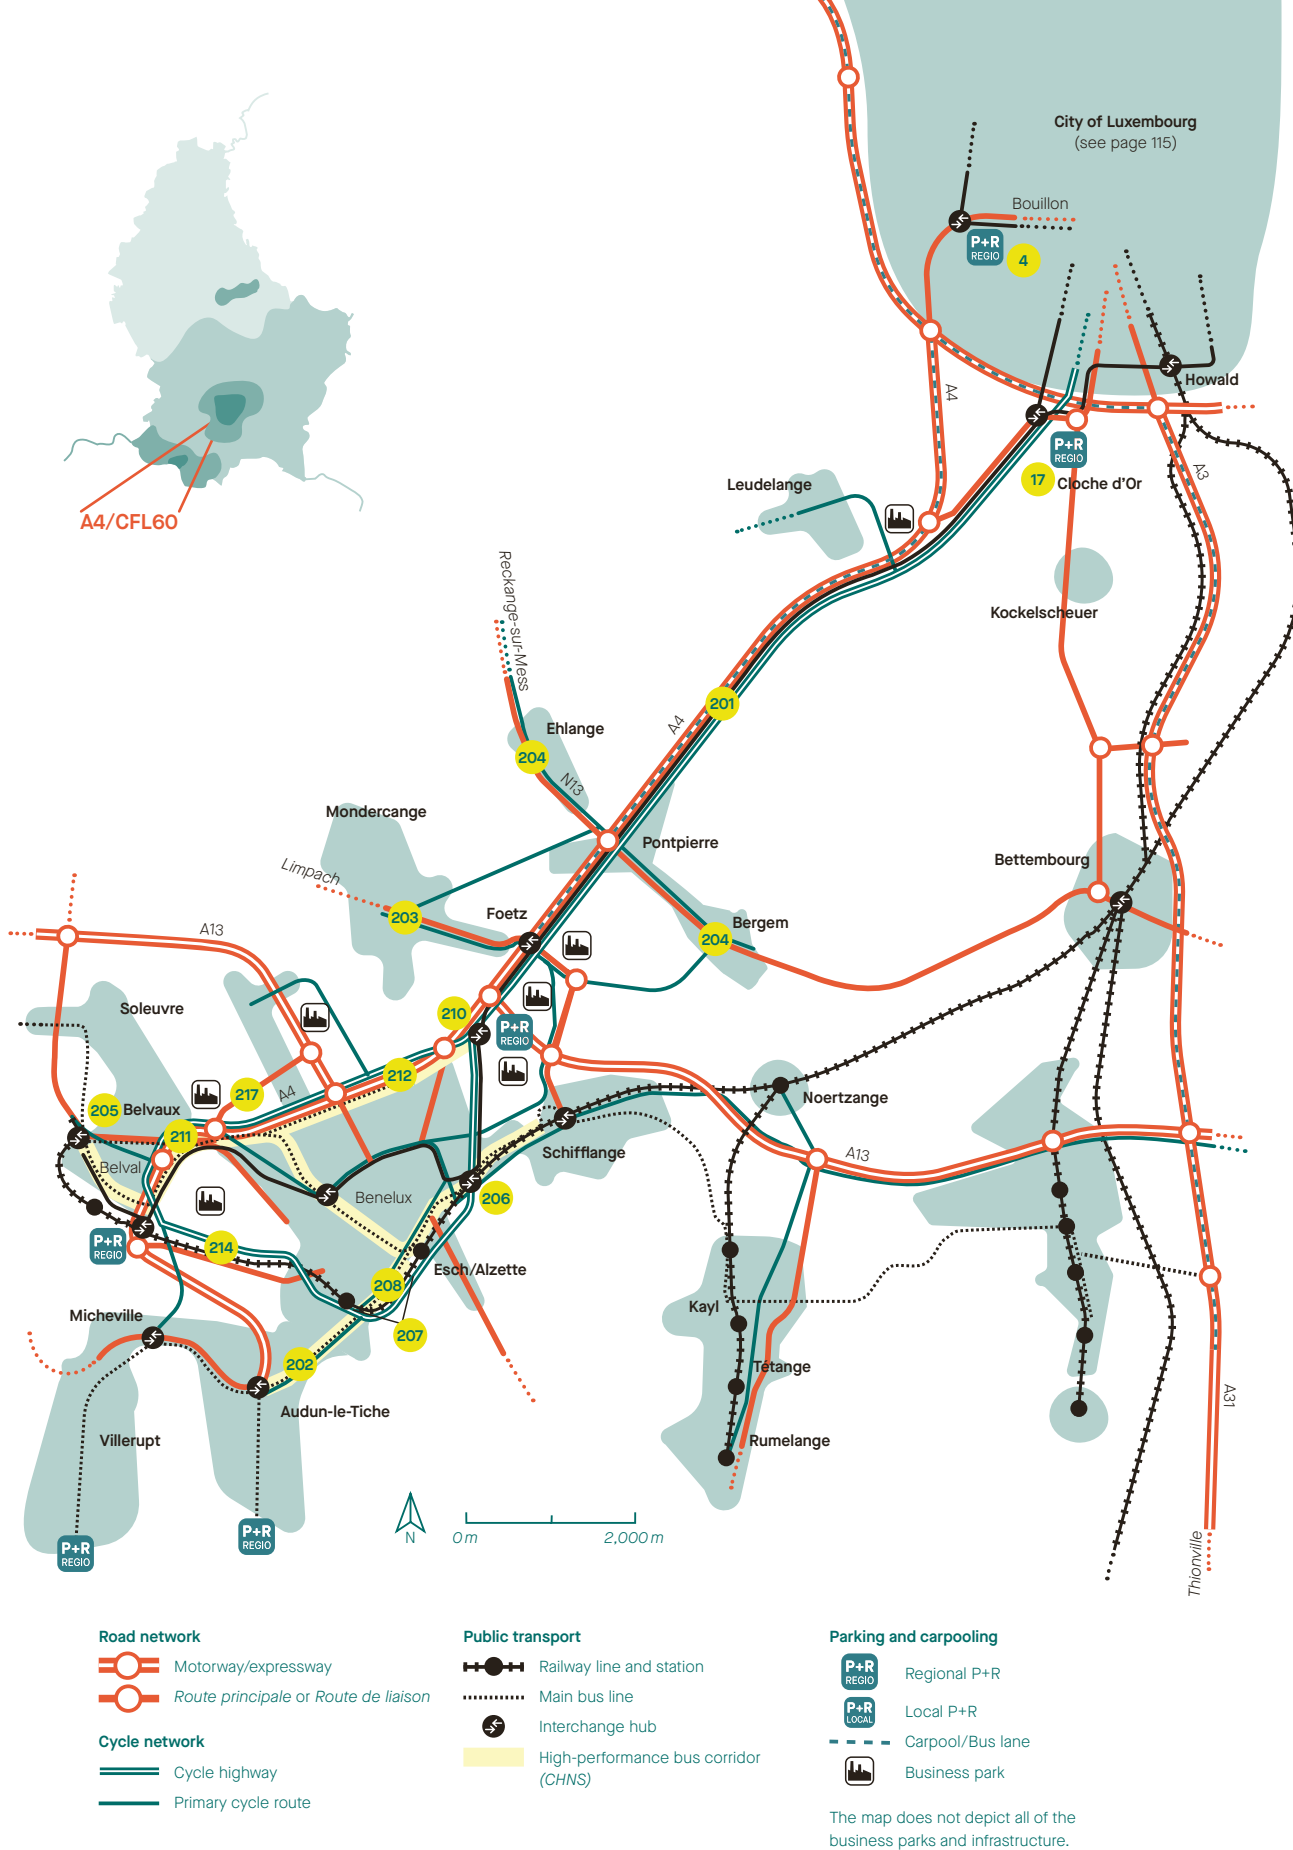 City of Luxembourg
(see page 115)
Bouillon
P+R
REGIO
4
Howald
A4
P+R
REGIO
A3
17
Cloche d'Or
Leudelange
A4/CFL60
Reckange-sur-Mess
Kockelscheuer
201
A4
Ehlange
204
N13
Mondercange
Pontpierre
Bettembourg
Limpach
203
Foetz
Bergem
204
A13
Soleuvre
210
P+R
REGIO
212
217
A4
Noertzange
205
Belvaux
211
Schifflange
A13
Belval
Benelux
206
P+R
REGIO
214
Esch/Alzette
208
Kayl
Micheville
207
202
Tétange
A31
Audun-le-Tiche
Villerupt
Rumelange
P+R
REGIO
P+R
REGIO
N
0 m
2,000 m
Thionville
Road network
Motorway/expressway
Route principale or Route de liaison
Cycle network
Cycle highway
Primary cycle route
Public transport
Railway line and station
Main bus line
Interchange hub
High-performance bus corridor
(CHNS)
Parking and carpooling
P+R
REGIO
Regional P+R
P+R
LOCAL
Local P+R
Carpool/Bus lane
Business park
The map does not depict all of the
business parks and infrastructure.